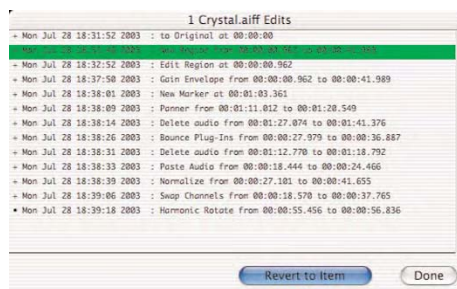 1 Crystal.aiff Edits
+ Mon Jul 28 18:31:52 2003 : to Original at 00:00:00
+ Mon Jul 28 2003 : New Region from
+ Mon Jul 28 18:32:52 2003 : Edit Region at 00:00:00.962
+ Mon Jul 28 18:37:50 2003 : Gain Envelope from 00:00:00.962 to 00:00:41.989
+ Mon Jul 28 18:38:01 2003 : New Marker at 00:01:03.361
+ Mon Jul 28 18:38:09 2003 : Panner from 00:01:11.012 to 00:01:20.549
+ Mon Jul 28 18:38:14 2003 : Delete audio from 00:01:27.074 to 00:01:41.376
+ Mon Jul 28 18:38:26 2003 : Bounce Plug-Ins from 00:00:27.979 to 00:00:36.887
+ Mon Jul 28 18:38:31 2003 : Delete audio from 00:01:12.770 to 00:01:18.792
+ Mon Jul 28 18:38:33 2003 : Paste Audio from 00:00:18.444 to 00:00:24.466
+ Mon Jul 28 18:38:39 2003 : Normalize from 00:00:27.101 to 00:00:41.655
+ Mon Jul 28 18:39:06 2003 : Swap Channels from 00:00:18.570 to 00:00:37.765
• Mon Jul 28 18:39:18 2003 : Harmonic Rotate from 00:00:55.456 to 00:00:56.836
Revert to Item
Done